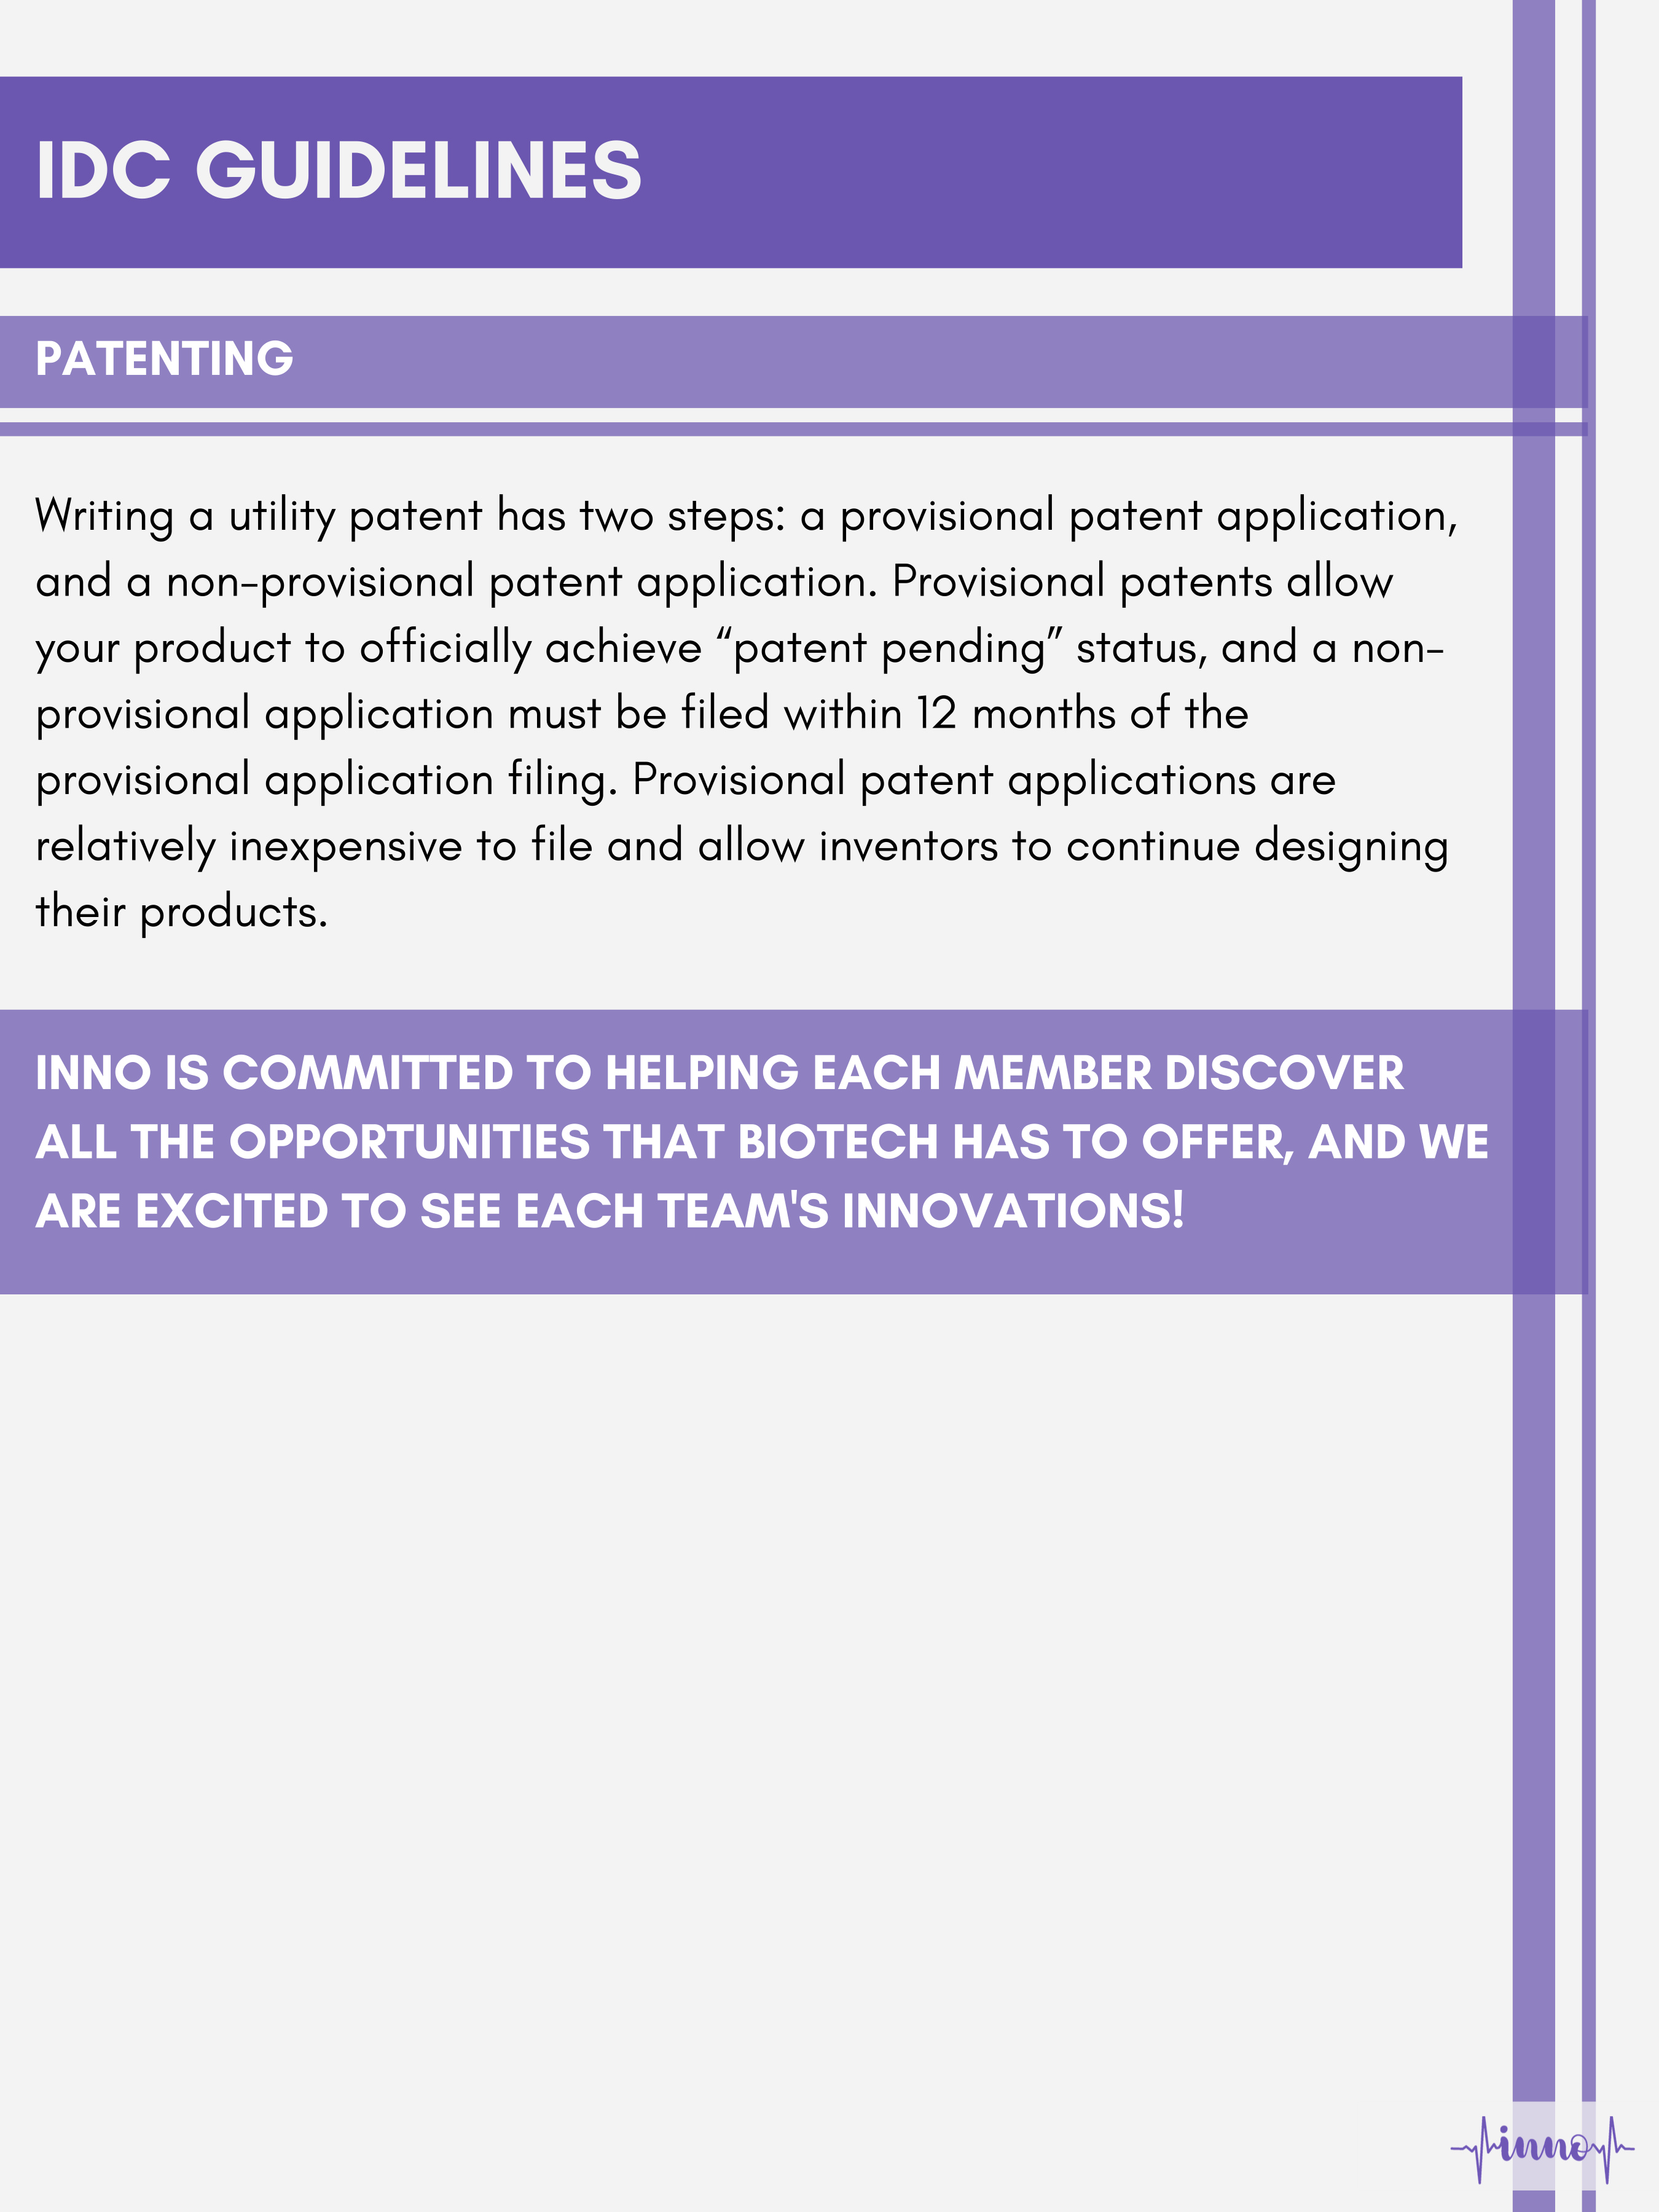 IDC GUIDELINES
PATENTING
Writing a utility patent has two steps: a provisional patent application,
and a non-provisional patent application. Provisional patents allow
your product to officially achieve “patent pending” status, and a non-
provisional application must be filed within 12 months of the
provisional application filing. Provisional patent applications are
relatively inexpensive to file and allow inventors to continue designing
their products.
INNO IS COMMITTED TO HELPING EACH MEMBER DISCOVER
ALL THE OPPORTUNITIES THAT BIOTECH HAS TO OFFER, AND WE
ARE EXCITED TO SEE EACH TEAM'S INNOVATIONS!
inno